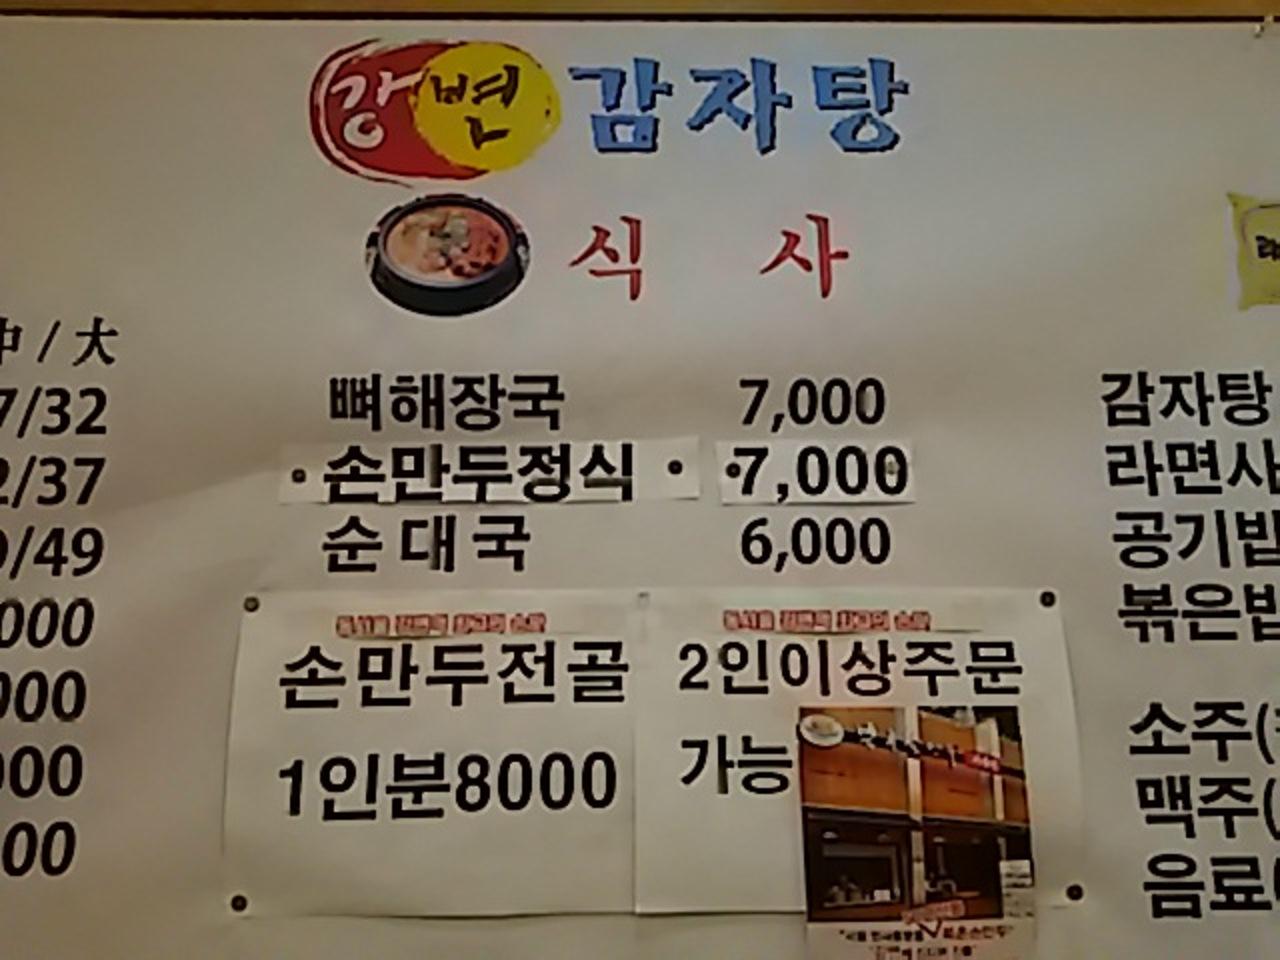 강변 감자탕
식 사
中/大
7/32
2/37
/49
000
000
000
00
뼈해장국 7,000
손만두정식 7,000
순대국 6,000
손만두전골
1인분8000
2인이상주문
가능
감자탕
라면사
공기밥
볶은밥
소주(
맥주(
음료